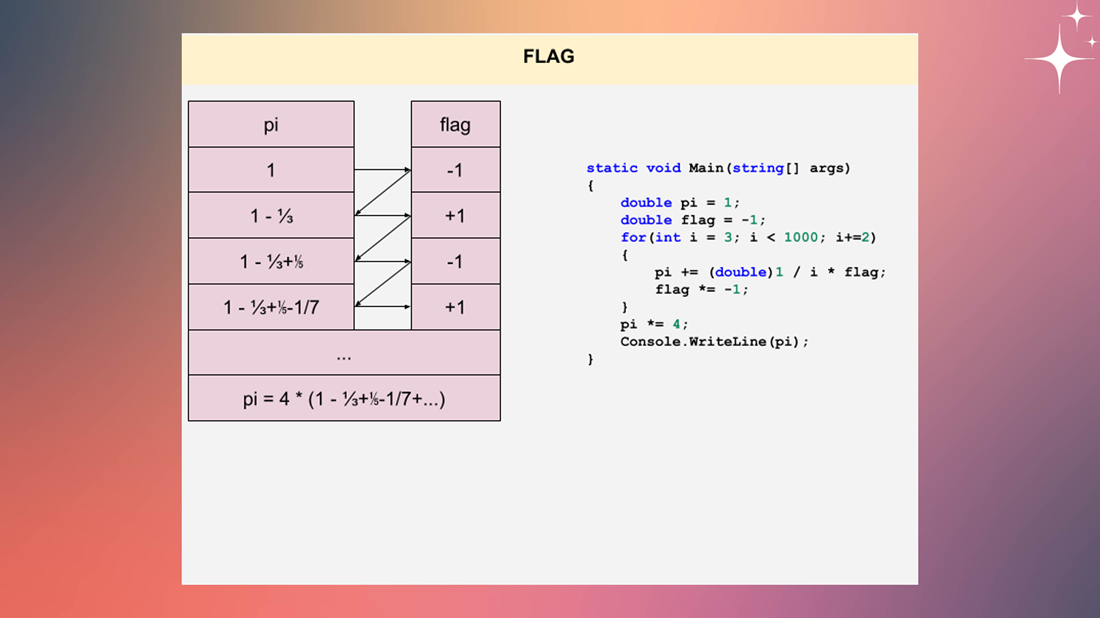 FLAG
pi
flag
1
-1
1 - ⅓
+1
1 - ⅓+⅕
-1
1 - ⅓+⅕-1/7
+1
...
pi = 4 * (1 - ⅓+⅕-1/7+...)
static void Main(string[] args)
{
    double pi = 1;
    double flag = -1;
    for(int i = 3; i < 1000; i+=2)
    {
        pi += (double)1 / i * flag;
        flag *= -1;
    }
    pi *= 4;
    Console.WriteLine(pi);
}